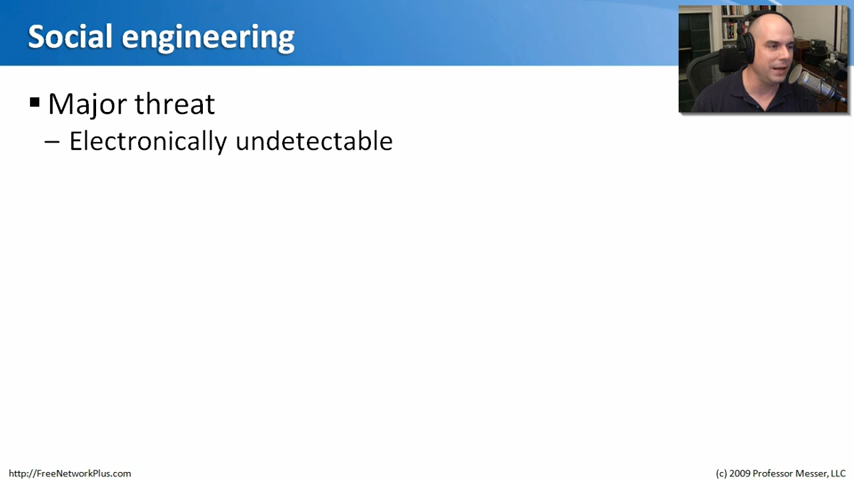 Social engineering
▪ Major threat
– Electronically undetectable
http://FreeNetworkPlus.com
(c) 2009 Professor Messer, LLC